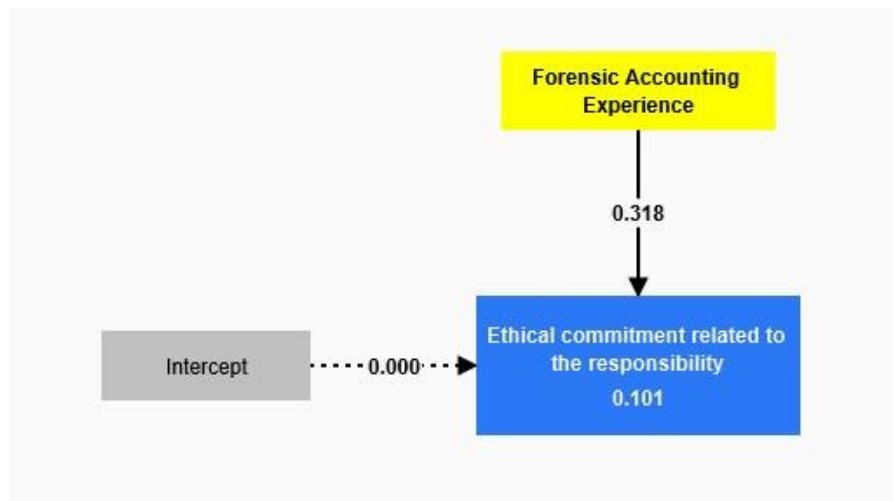 Forensic Accounting
Experience
0.318
Ethical commitment related to
the responsibility
0.101
Intercept
0.000